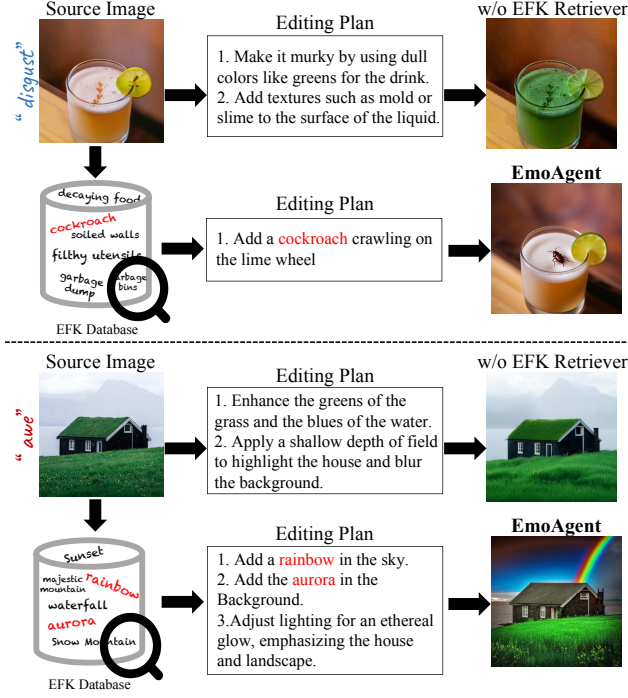 Source Image
Editing Plan
w/o EFK Retriever
“disgust”
1. Make it murky by using dull
colors like greens for the drink.
2. Add textures such as mold or
slime to the surface of the liquid.
EmoAgent
decaying food
cockroach
soiled walls
filthy utensils
garbage
dump
arbage
bins
EFK Database
Editing Plan
1. Add a cockroach crawling on
the lime wheel
Source Image
Editing Plan
w/o EFK Retriever
“awe”
1. Enhance the greens of the
grass and the blues of the water.
2. Apply a shallow depth of field
to highlight the house and blur
the background.
EmoAgent
Sunset
majestic
mountain
rainbow
waterfall
aurora
Snow Mountain
EFK Database
Editing Plan
1. Add a rainbow in the sky.
2. Add the aurora in the
Background.
3.Adjust lighting for an ethereal
glow, emphasizing the house
and landscape.